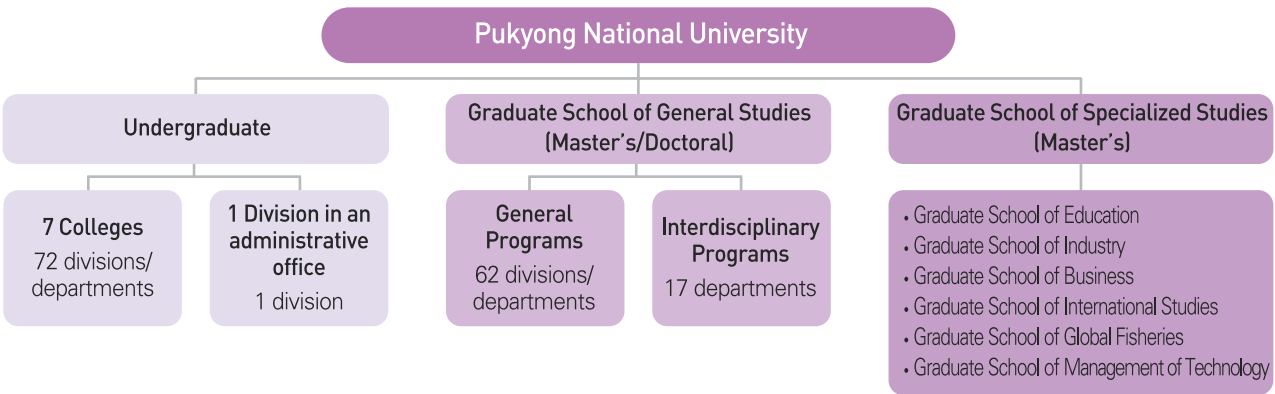 Pukyong National University
Undergraduate
7 Colleges
72 divisions/
departments
1 Division in an
administrative
office
1 division
Graduate School of General Studies
(Master's/Doctoral)
General
Programs
62 divisions/
departments
Interdisciplinary
Programs
17 departments
Graduate School of Specialized Studies
(Master's)
• Graduate School of Education
• Graduate School of Industry
• Graduate School of Business
• Graduate School of International Studies
• Graduate School of Global Fisheries
• Graduate School of Management of Technology